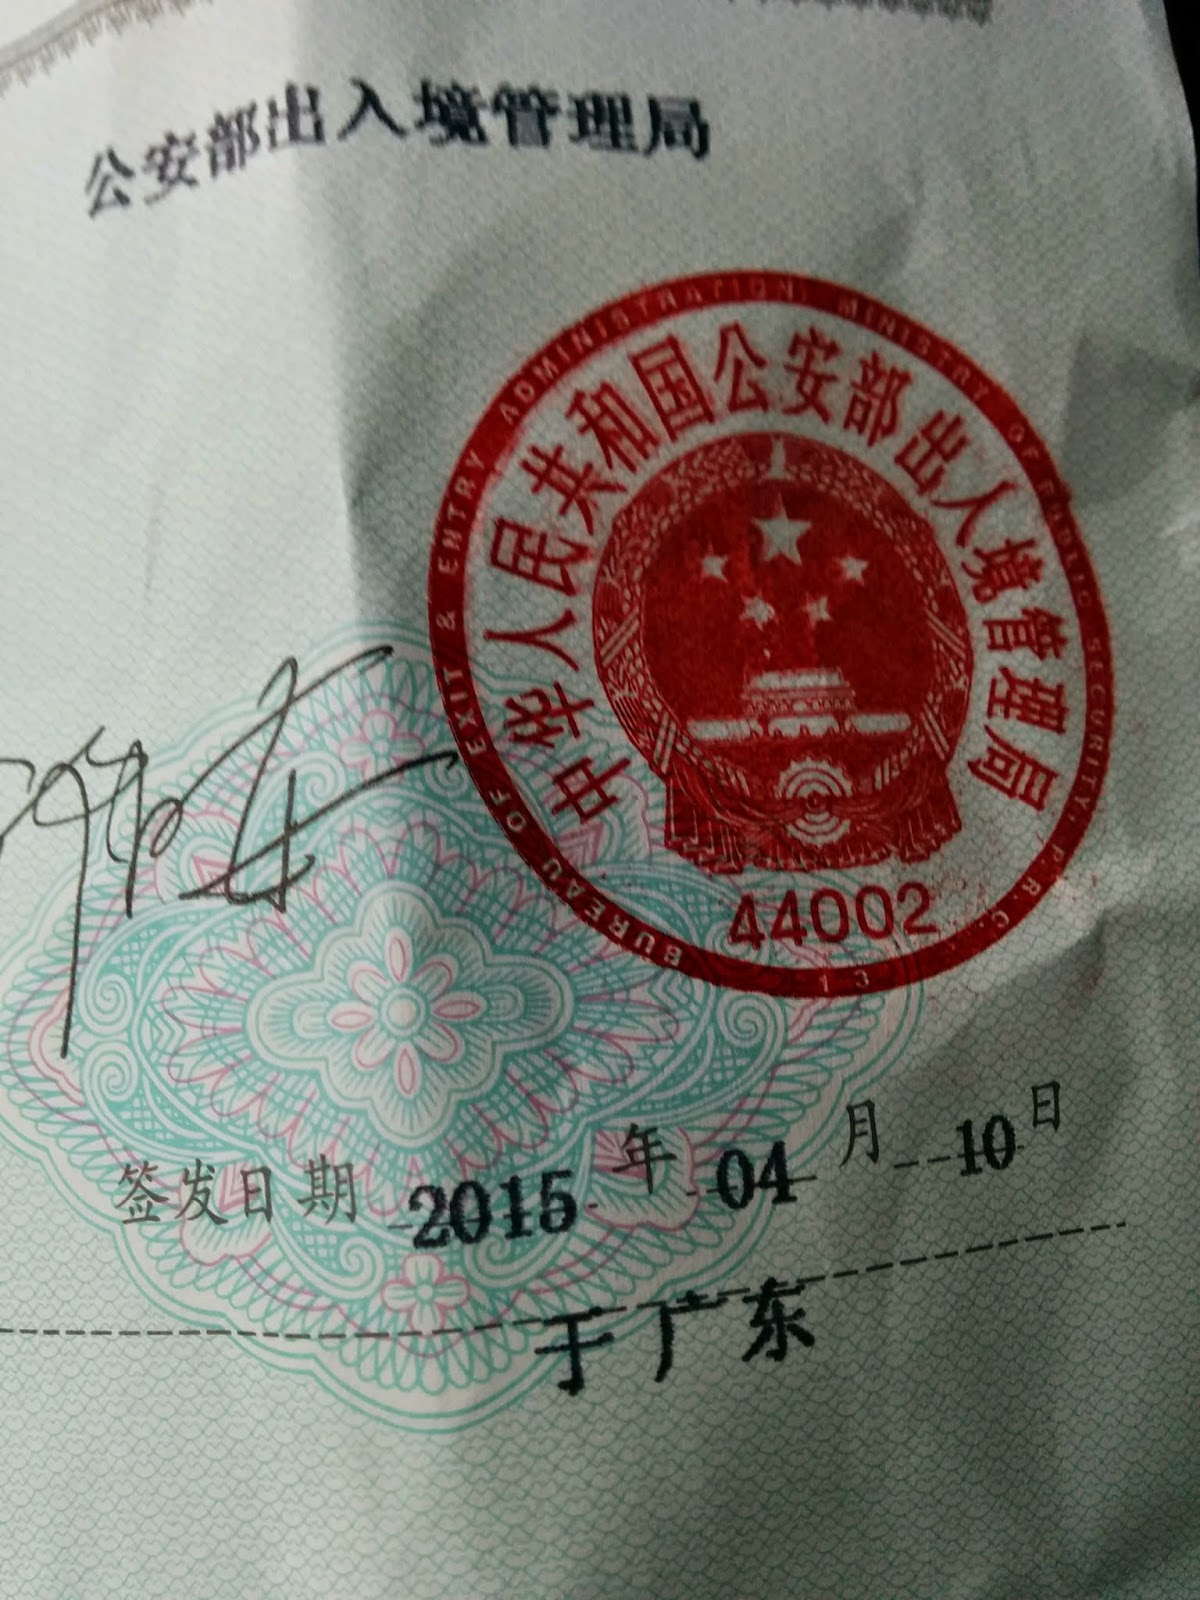 公安部出入境管理局
BUREAU OF EXIT & ENTRY ADMINISTRATION, MINISTRY OF PUBLIC SECURITY, P.R.C.
中华人民共和国公安部出入境管理局
44002
13
签发日期 2015 年 04 月 10 日
于广东